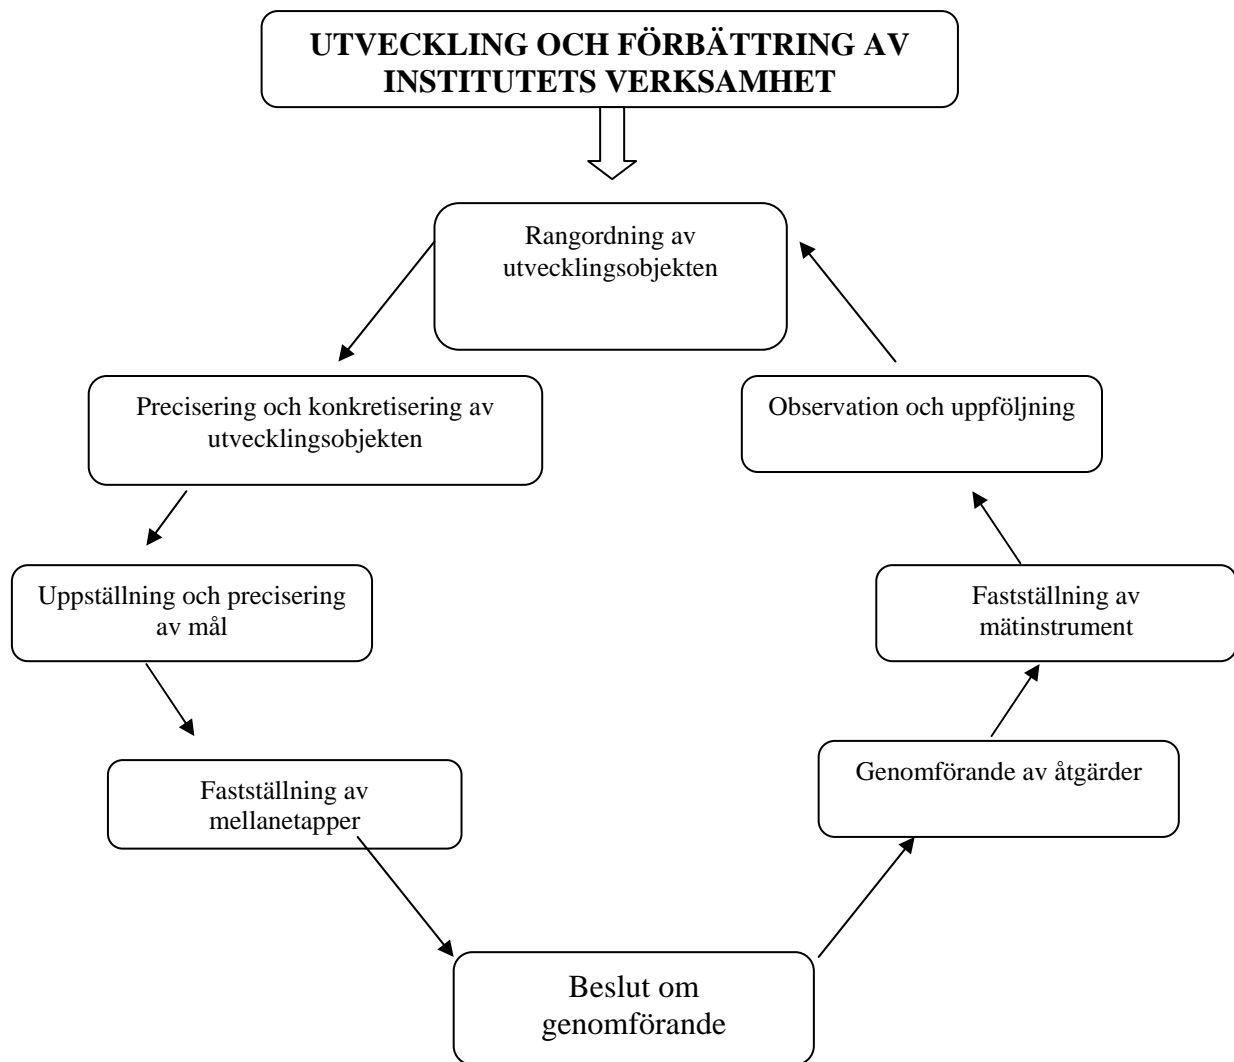 UTVECKLING OCH FÖRBÄTTRING AV
INSTITUTETS VERKSAMHET
Rangordning av
utvecklingsobjekten
Precisering och konkretisering av
utvecklingsobjekten
Observation och uppföljning
Uppställning och precisering
av mål
Fastställning av
mätinstrument
Fastställning av
mellanetapper
Genomförande av åtgärder
Beslut om
genomförande